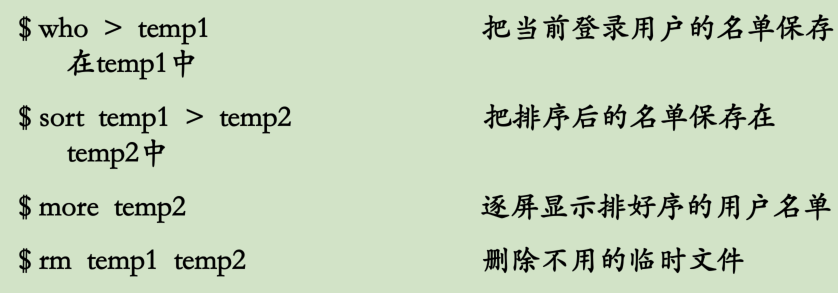 $ who > temp1 把当前登录用户的名单保存
在temp1中
$ sort temp1 > temp2 把排序后的名单保存在
temp2中
$ more temp2 逐屏显示排好序的用户名单
$ rm temp1 temp2 删除不用的临时文件